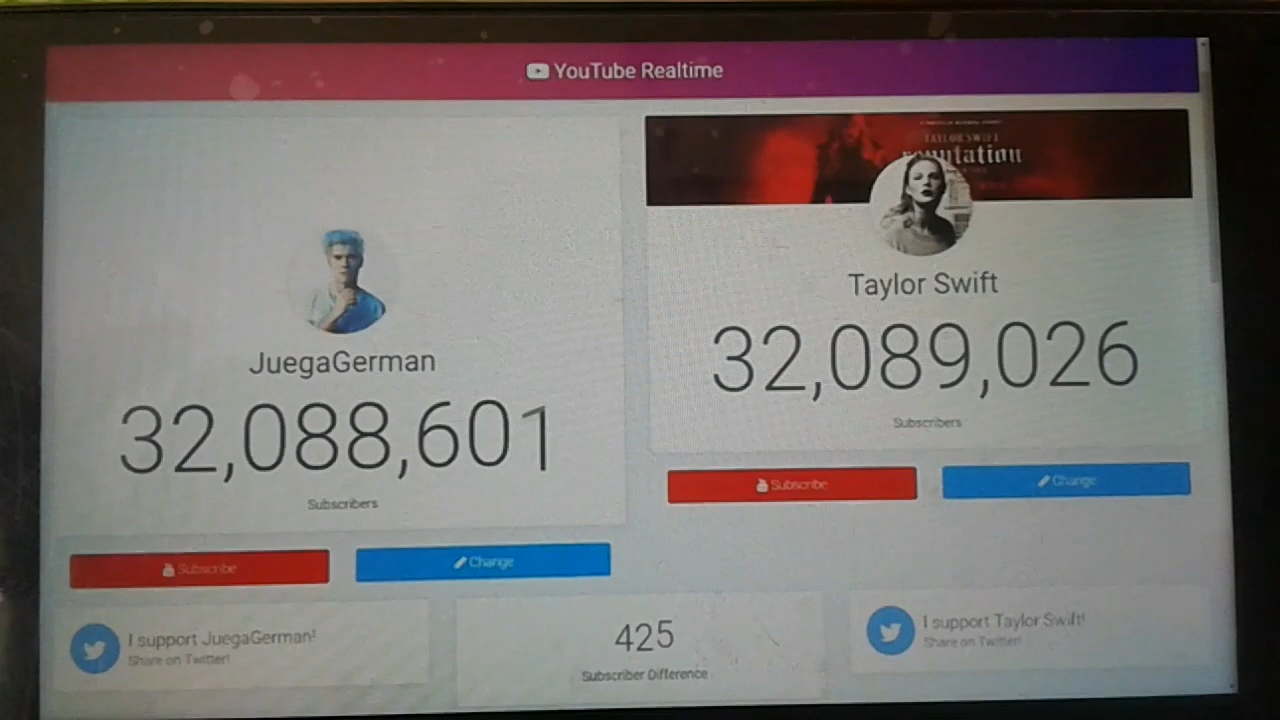 YouTube Realtime
TAYLOR SWIFT
reputation
JuegaGerman
32,088,601
Subscribers
Subscribe
Change
Taylor Swift
32,089,026
Subscribers
Subscribe
Change
I support JuegaGerman!
Share on Twitter!
425
Subscriber Difference
I support Taylor Swift!
Share on Twitter!